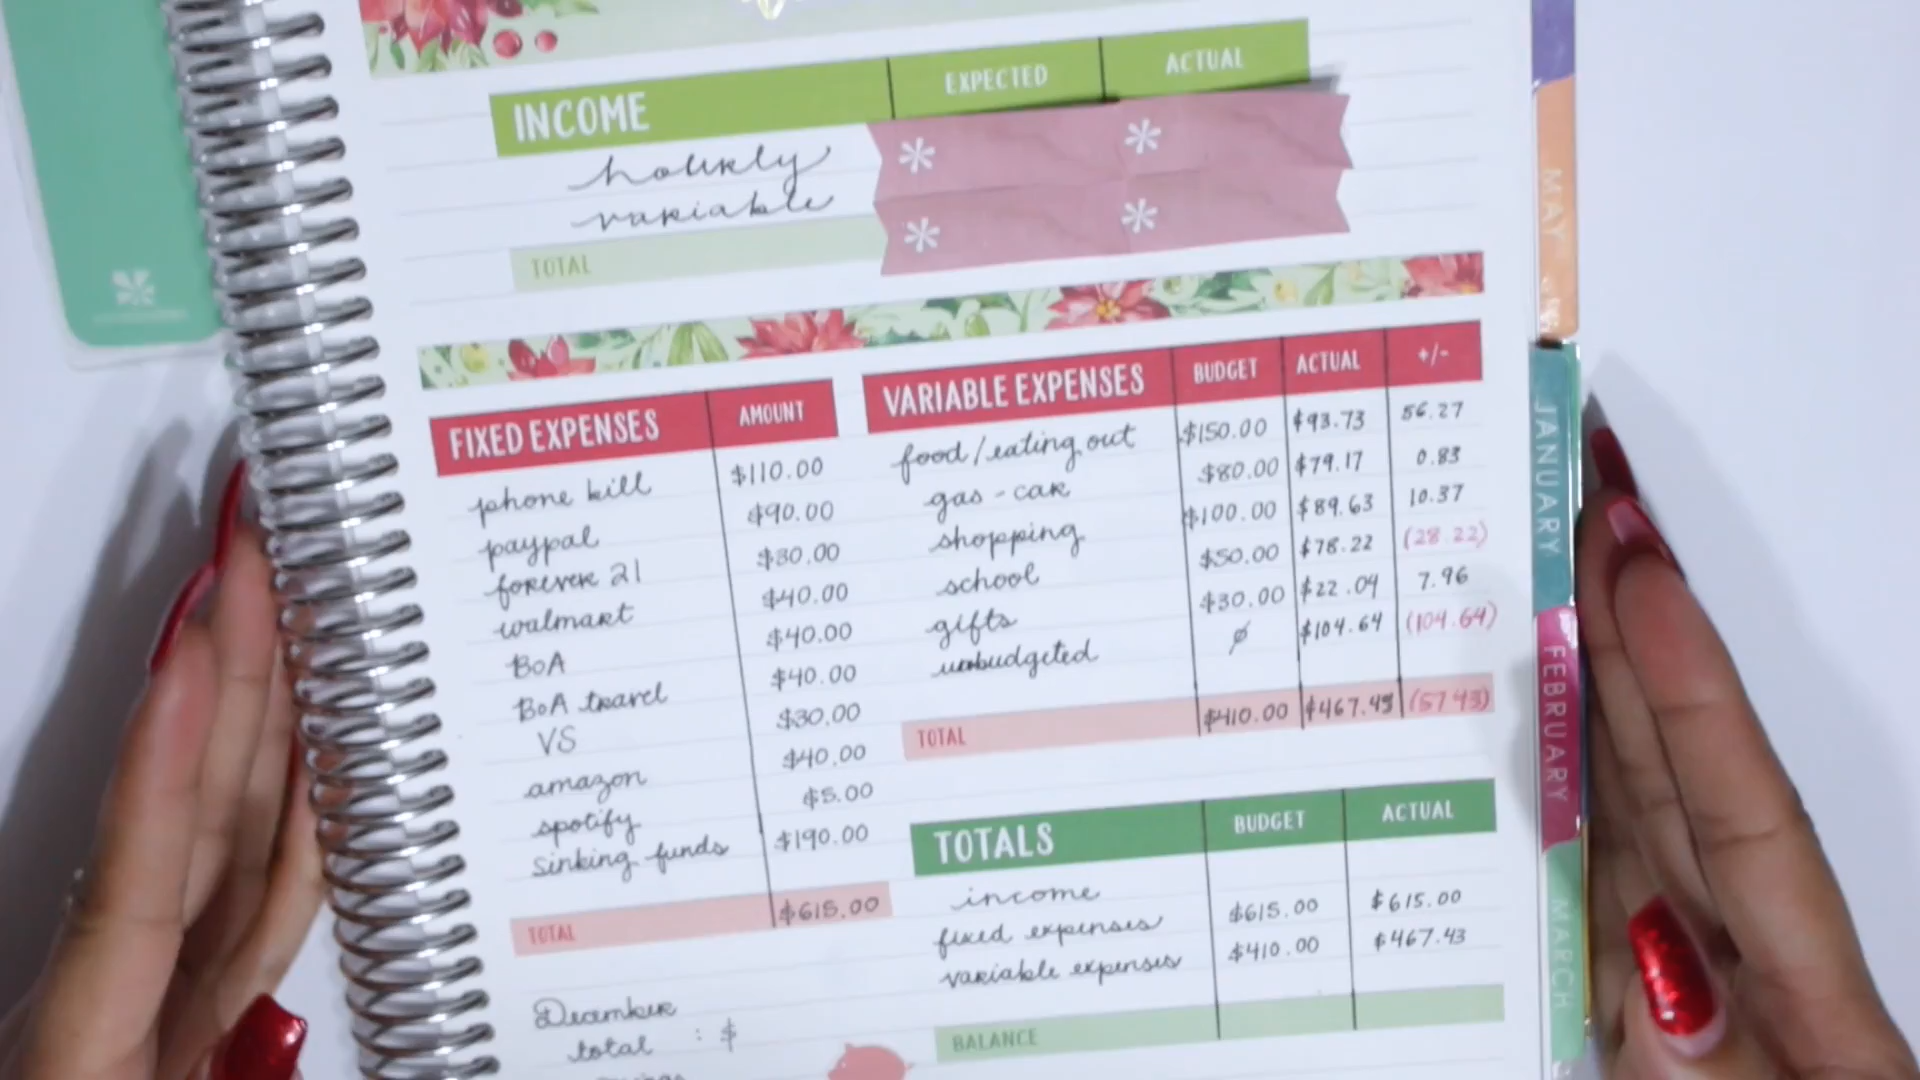 INCOME EXPECTED ACTUAL
hourly * *
variable * *
TOTAL
FIXED EXPENSES AMOUNT
phone bill $110.00
paypal $90.00
forever 21 $30.00
walmart $40.00
BoA $40.00
BoA travel $40.00
VS $30.00
amazon $40.00
spotify $5.00
sinking funds $190.00
TOTAL $615.00
December
total : $
VARIABLE EXPENSES BUDGET ACTUAL +/-
food/eating out $150.00 $93.73 56.27
gas - car $80.00 $79.17 0.83
shopping $100.00 $89.63 10.37
school $50.00 $78.22 (28.22)
gifts $30.00 $22.04 7.96
unbudgeted ø $104.64 (104.64)
TOTAL $410.00 $467.43 (57.43)
TOTALS BUDGET ACTUAL
income
fixed expenses $615.00 $615.00
variable expenses $410.00 $467.43
BALANCE
MAY
JANUARY
FEBRUARY
MARCH